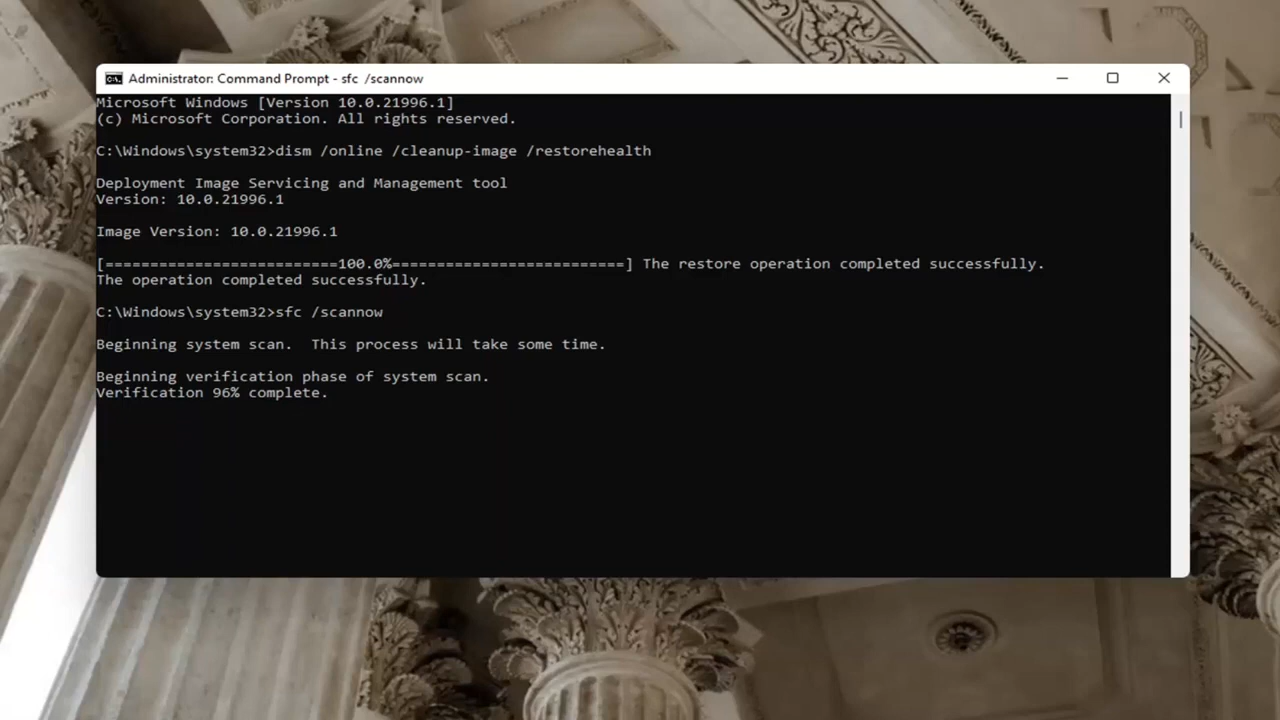 Administrator: Command Prompt - sfc  /scannow
Microsoft Windows [Version 10.0.21996.1]
(c) Microsoft Corporation. All rights reserved.
C:\Windows\system32>dism /online /cleanup-image /restorehealth
Deployment Image Servicing and Management tool
Version: 10.0.21996.1
Image Version: 10.0.21996.1
[==========================100.0%==========================] The restore operation completed successfully.
The operation completed successfully.
C:\Windows\system32>sfc /scannow
Beginning system scan.  This process will take some time.
Beginning verification phase of system scan.
Verification 96% complete.